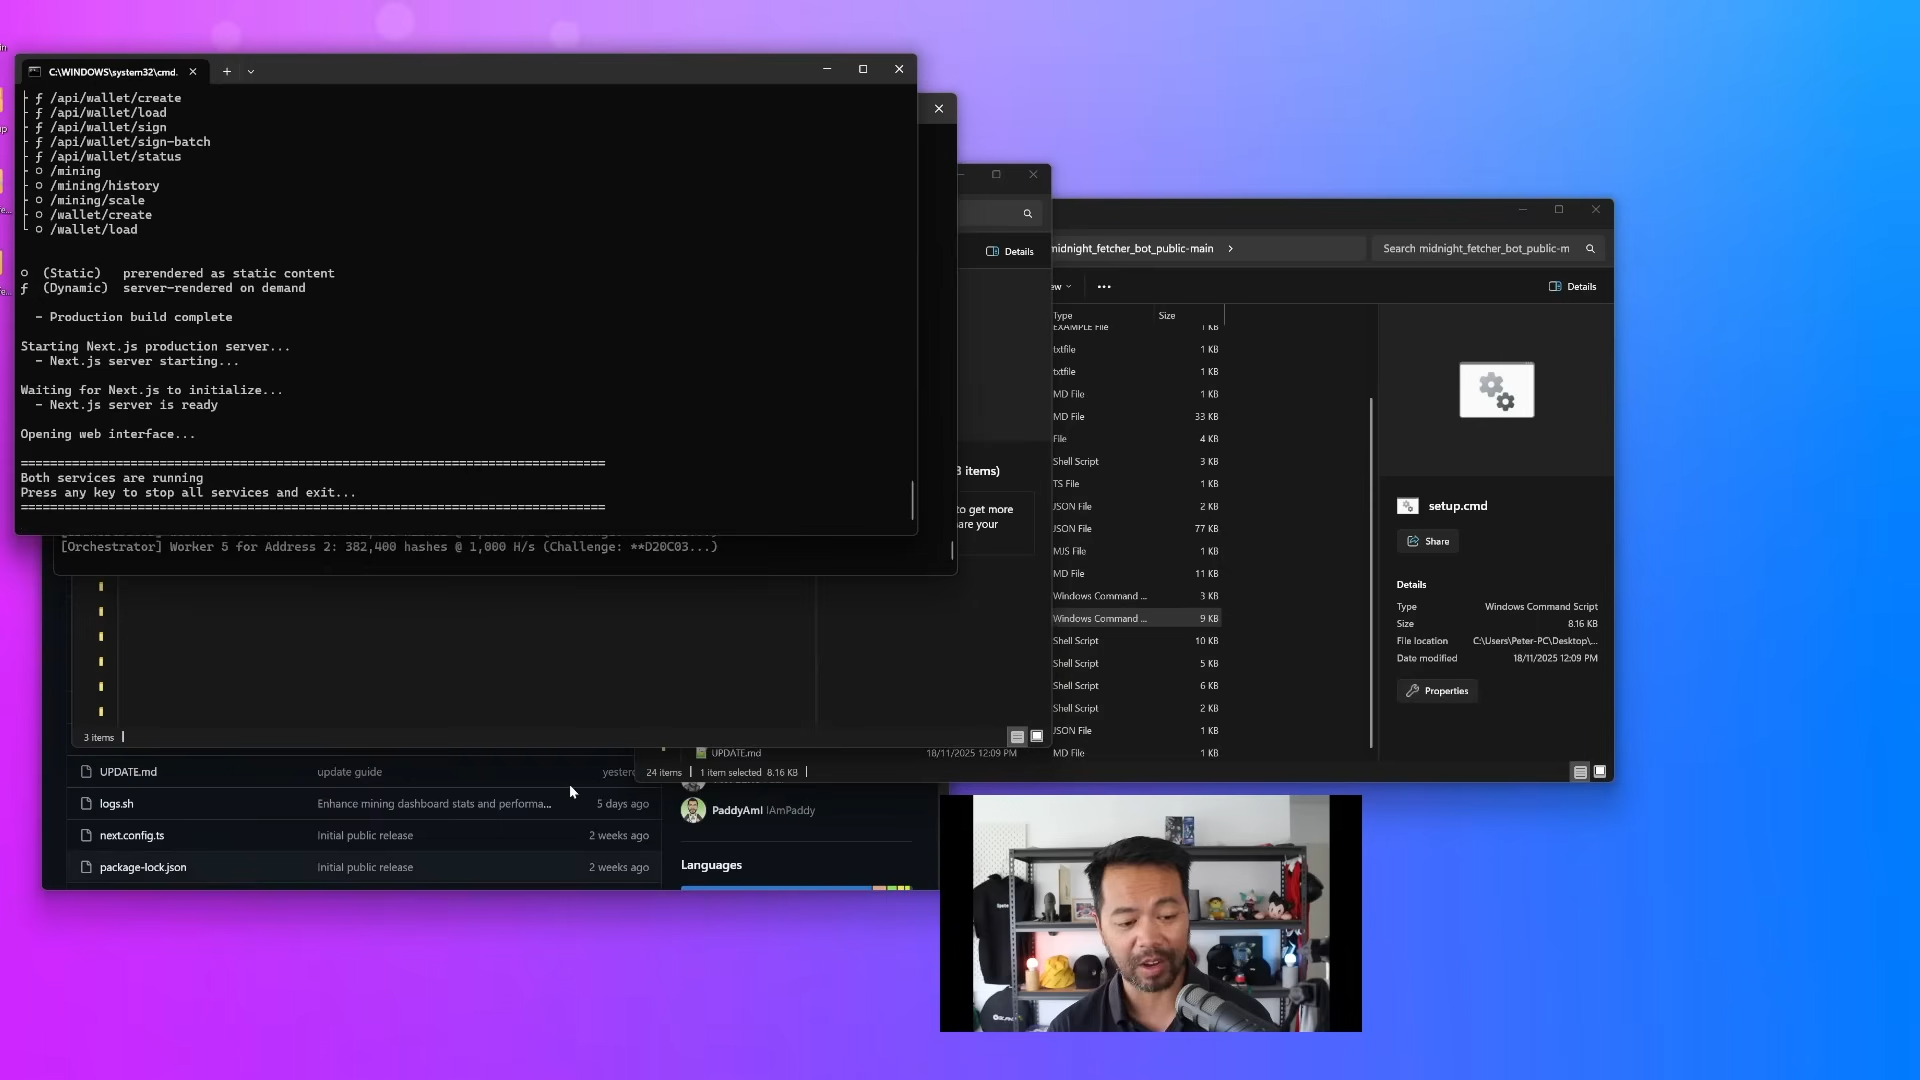 C:\WINDOWS\system32\cmd.
ƒ /api/wallet/create
ƒ /api/wallet/load
ƒ /api/wallet/sign
ƒ /api/wallet/sign-batch
ƒ /api/wallet/status
○ /mining
○ /mining/history
○ /mining/scale
○ /wallet/create
○ /wallet/load
○ (Static) prerendered as static content
ƒ (Dynamic) server-rendered on demand
- Production build complete
Starting Next.js production server...
- Next.js server starting...
Waiting for Next.js to initialize...
- Next.js server is ready
Opening web interface...
================================================================================
Both services are running
Press any key to stop all services and exit...
================================================================================
[Orchestrator] Worker 5 for Address 2: 382,400 hashes @ 1,000 H/s (Challenge: **D20C03...)
Details
3 items)
to get more
are your
3 items
midnight_fetcher_bot_public-main
Search midnight_fetcher_bot_public-m
ew
Details
Type Size
EXAMPLE File 1 KB
txtfile 1 KB
txtfile 1 KB
MD File 1 KB
MD File 33 KB
File 4 KB
Shell Script 3 KB
TS File 1 KB
JSON File 2 KB
JSON File 77 KB
MJS File 1 KB
MD File 11 KB
Windows Command ... 3 KB
Windows Command ... 9 KB
Shell Script 10 KB
Shell Script 5 KB
Shell Script 6 KB
Shell Script 2 KB
JSON File 1 KB
UPDATE.md 18/11/2025 12:09 PM MD File 1 KB
24 items 1 item selected 8.16 KB
setup.cmd
Share
Details
Type Windows Command Script
Size 8.16 KB
File location C:\Users\Peter-PC\Desktop\...
Date modified 18/11/2025 12:09 PM
Properties
UPDATE.md update guide yesterd
logs.sh Enhance mining dashboard stats and performa... 5 days ago
next.config.ts Initial public release 2 weeks ago
package-lock.json Initial public release 2 weeks ago
PaddyAmI IAmPaddy
Languages